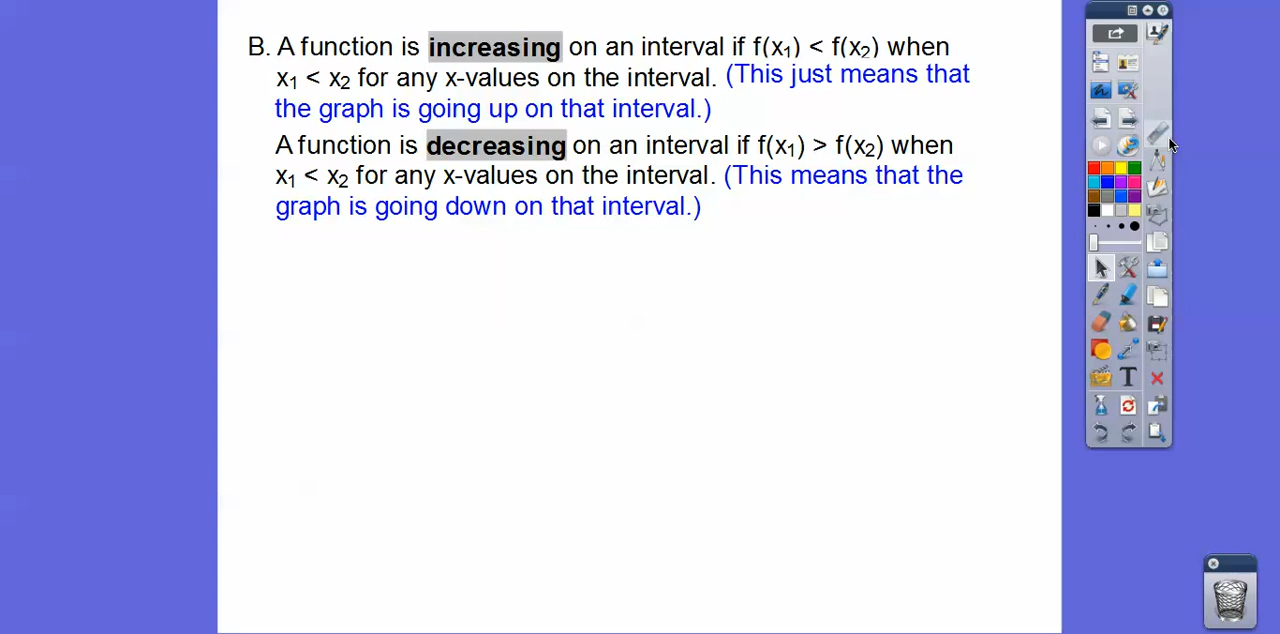 B. A function is increasing on an interval if f(x₁) < f(x₂) when
x₁ < x₂ for any x-values on the interval. (This just means that
the graph is going up on that interval.)
A function is decreasing on an interval if f(x₁) > f(x₂) when
x₁ < x₂ for any x-values on the interval. (This means that the
graph is going down on that interval.)